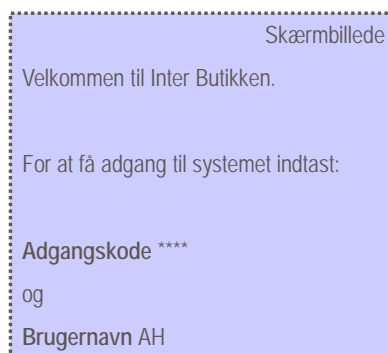 Skærmbillede
Velkommen til Inter Butikken.
For at få adgang til systemet indtast:
Adgangskode ****
og
Brugernavn AH